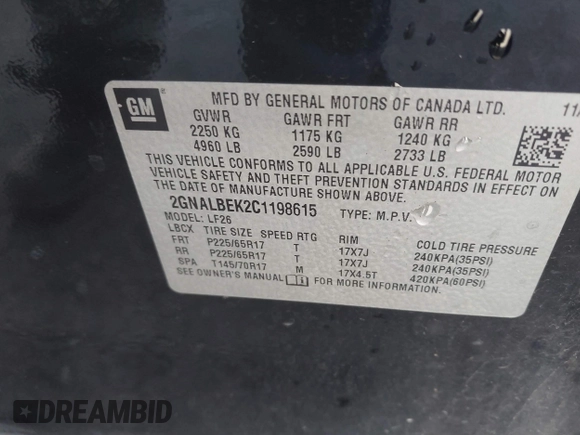 GM
MFD BY GENERAL MOTORS OF CANADA LTD. 11/
GVWR GAWR FRT GAWR RR
2250 KG 1175 KG 1240 KG
4960 LB 2590 LB 2733 LB
THIS VEHICLE CONFORMS TO ALL APPLICABLE U.S. FEDERAL MOTOR
VEHICLE SAFETY AND THEFT PREVENTION STANDARDS IN EFFECT ON
THE DATE OF MANUFACTURE SHOWN ABOVE.
2GNALBEK2C1198615 TYPE: M.P.V.
MODEL: LF26
LBCX TIRE SIZE SPEED RTG RIM COLD TIRE PRESSURE
FRT P225/65R17 T 17X7J 240KPA(35PSI)
RR P225/65R17 T 17X7J 240KPA(35PSI)
SPA T145/70R17 M 17X4.5T 420KPA(60PSI)
SEE OWNER'S MANUAL FOR MORE INFORMATION.
DREAMBID